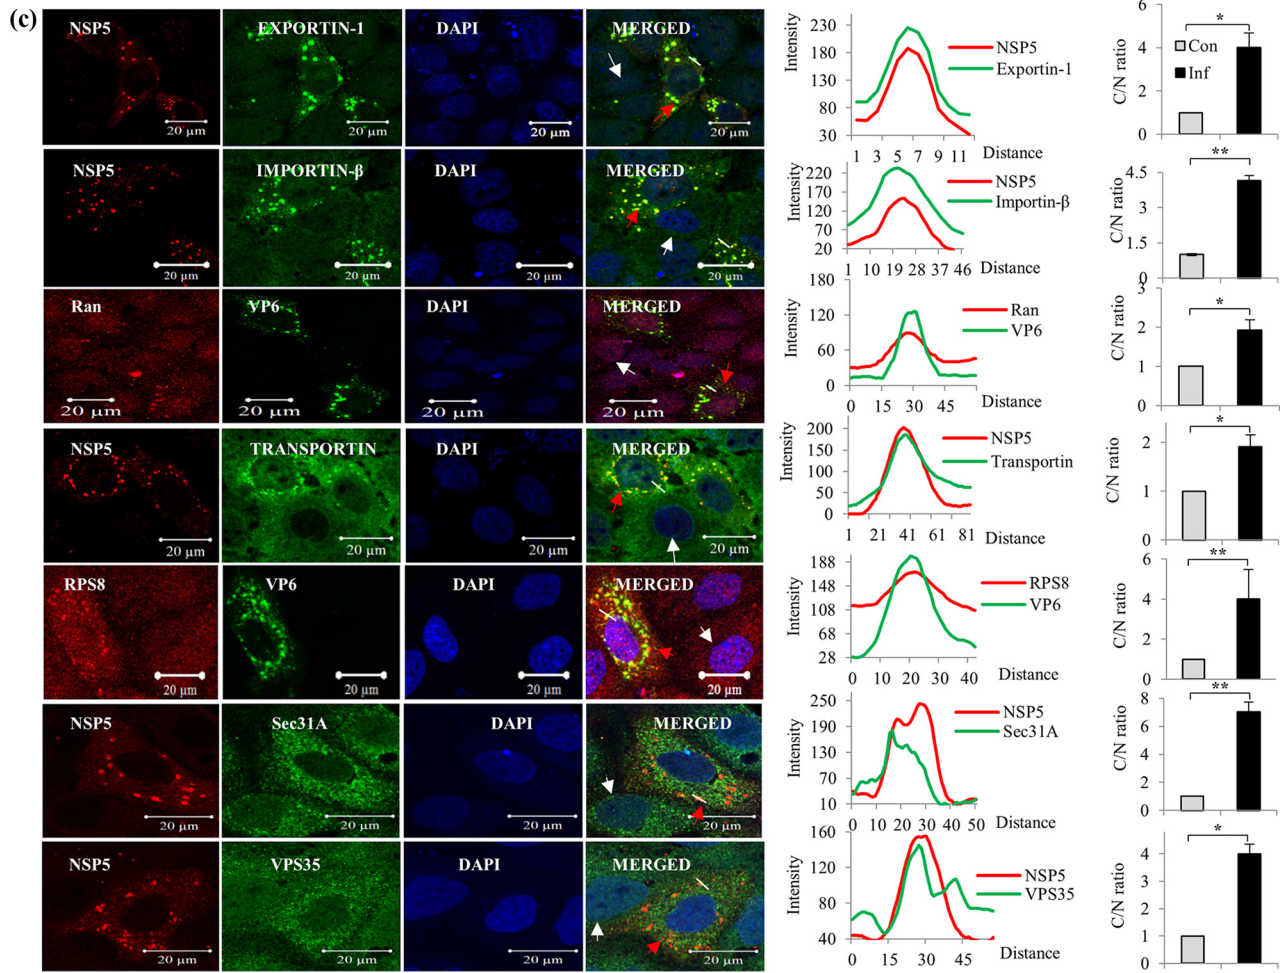 (c)
NSP5 EXPORTIN-1 DAPI MERGED
20 µm 20 µm 20 µm 20 µm
Intensity
230
180
130
80
30
NSP5
Exportin-1
1 3 5 7 9 11 Distance
C/N ratio
6
4
2
0
*
Con
Inf
NSP5 IMPORTIN-β DAPI MERGED
20 µm 20 µm 20 µm 20 µm
Intensity
220
170
120
70
20
NSP5
Importin-β
1 10 19 28 37 46 Distance
C/N ratio
4.5
3
1.5
0
**
Ran VP6 DAPI MERGED
20 µm 20 µm 20 µm 20 µm
Intensity
180
120
60
0
Ran
VP6
0 15 30 45 Distance
C/N ratio
3
2
1
0
*
NSP5 TRANSPORTIN DAPI MERGED
20 µm 20 µm 20 µm 20 µm
Intensity
200
150
100
50
0
NSP5
Transportin
1 21 41 61 81 Distance
C/N ratio
2
1
0
*
RPS8 VP6 DAPI MERGED
20 µm 20 µm 20 µm 20 µm
Intensity
188
148
108
68
28
RPS8
VP6
0 20 40 Distance
C/N ratio
6
4
2
0
**
NSP5 Sec31A DAPI MERGED
20 µm 20 µm 20 µm 20 µm
Intensity
250
190
130
70
10
NSP5
Sec31A
0 10 20 30 40 50 Distance
C/N ratio
8
6
4
2
0
**
NSP5 VPS35 DAPI MERGED
20 µm 20 µm 20 µm 20 µm
Intensity
160
120
80
40
NSP5
VPS35
0 15 30 45 Distance
C/N ratio
4
3
2
1
0
*